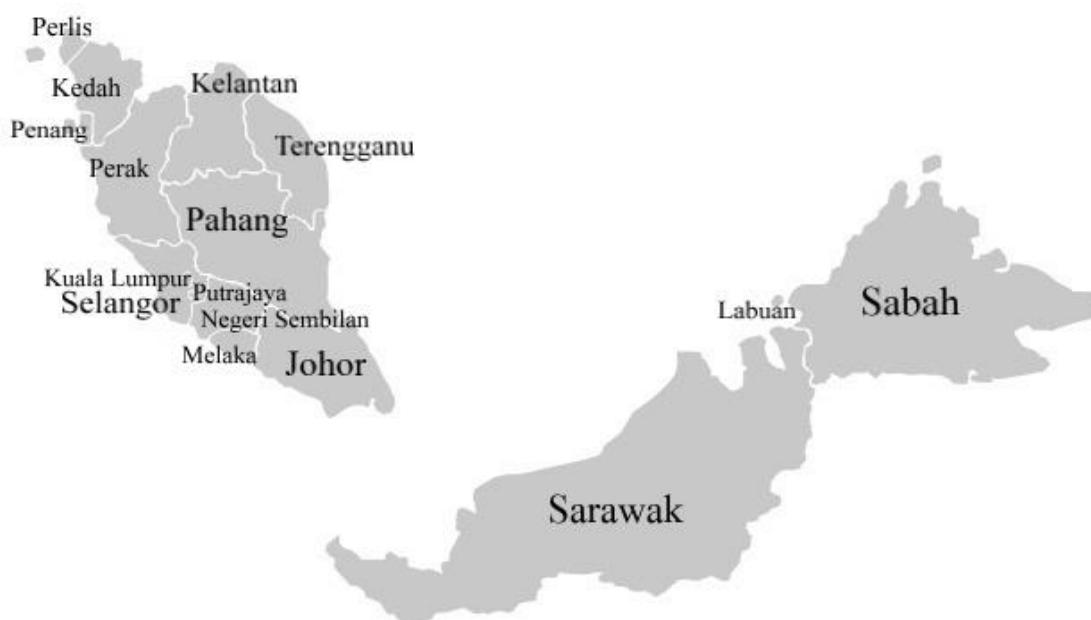 Perlis
Kedah
Kelantan
Penang
Terengganu
Perak
Pahang
Kuala Lumpur
Putrajaya
Selangor
Sabah
Labuan
Negeri Sembilan
Melaka
Johor
Sarawak